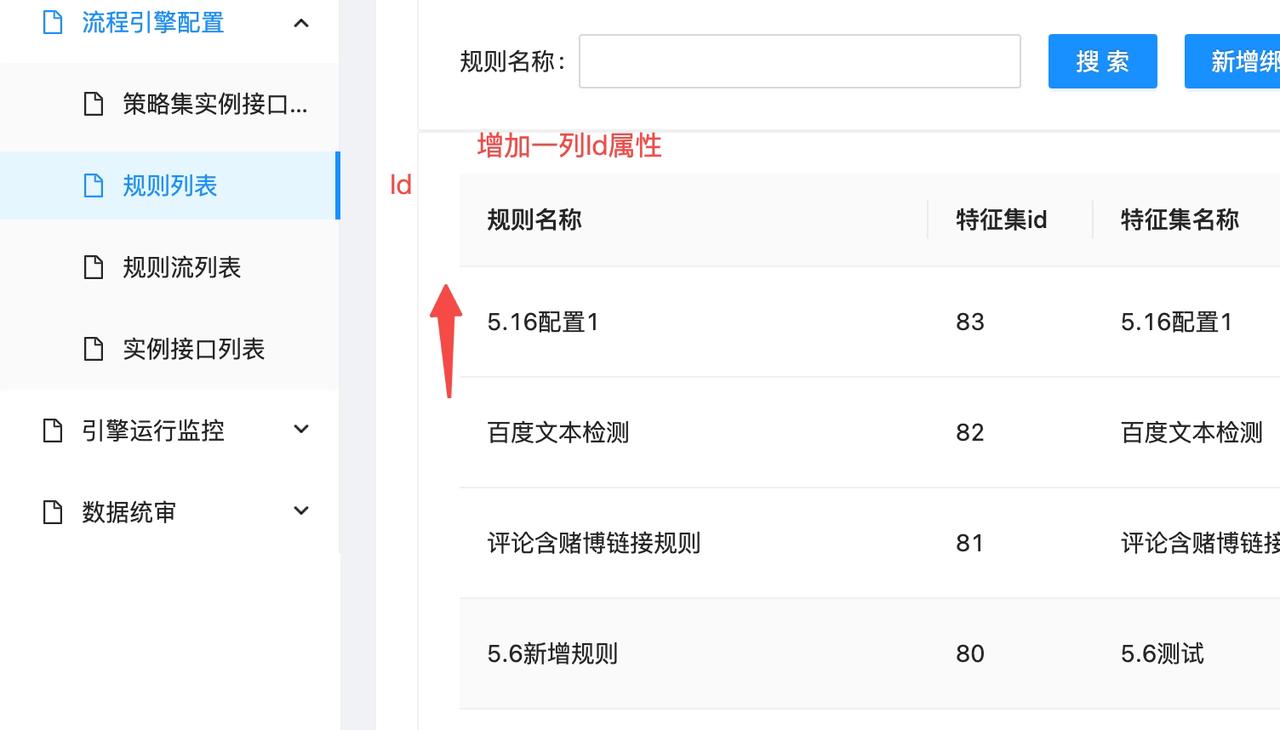 流程引擎配置
策略集实例接口...
规则列表
规则流列表
实例接口列表
引擎运行监控
数据统审
规则名称:
搜 索
新增绑
增加一列Id属性
Id
规则名称 特征集id 特征集名称
5.16配置1 83 5.16配置1
百度文本检测 82 百度文本检测
评论含赌博链接规则 81 评论含赌博链接
5.6新增规则 80 5.6测试